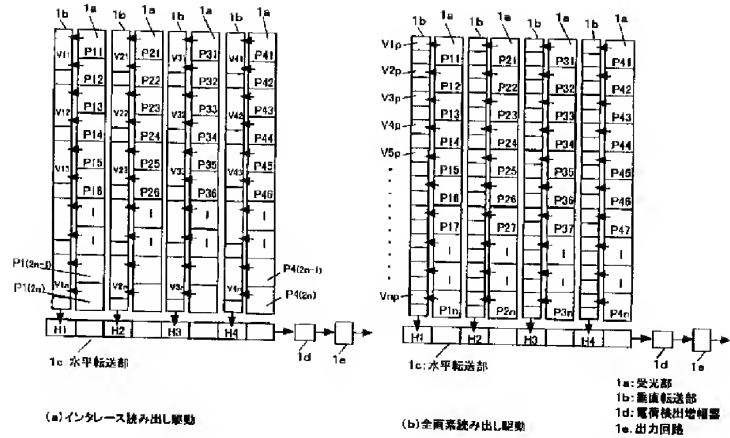 1b 1a 1b 1a 1b 1a 1b 1a
V11 P11 V21 P21 V31 P31 V41 P41
P12 P22 P32 P42
V12 P13 V22 P23 V32 P33 V42 P43
P14 P24 P34 P44
V13 P15 V23 P25 V33 P35 V43 P45
P16 P26 P36 P46
P1(2n-1) P4(2n-1)
P1(2n) V1n V2n V3n V4n P4(2n)
H1 H2 H3 H4
1d 1e
1c:水平転送部
(a)インタレース読み出し駆動
1b 1a 1b 1a 1b 1a 1b 1a
V1p P11 P21 P31 P41
V2p P12 P22 P32 P42
V3p P13 P23 P33 P43
V4p P14 P24 P34 P44
V5p P15 P25 P35 P45
P16 P26 P36 P46
P17 P27 P37 P47
Vnp P1n P2n P3n P4n
H1 H2 H3 H4
1d 1e
1c:水平転送部
(b)全画素読み出し駆動
1a:受光部
1b:垂直転送部
1d:電荷検出増幅器
1e.出力回路